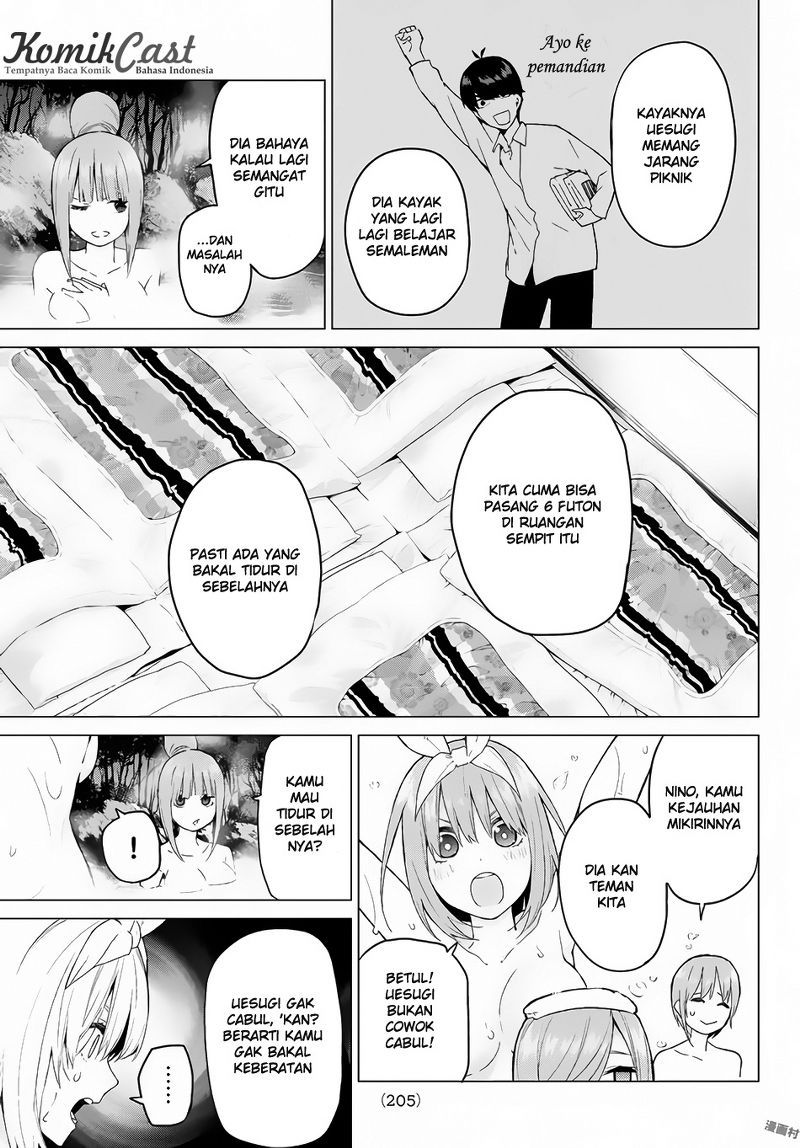 KomikCast
Tempatnya Baca Komik Bahasa Indonesia
Ayo ke
pemandian
KAYAKNYA
UESUGI
MEMANG
JARANG
PIKNIK
DIA KAYAK
YANG LAGI
LAGI BELAJAR
SEMALEMAN
DIA BAHAYA
KALAU LAGI
SEMANGAT
GITU
...DAN
MASALAH
NYA
KITA CUMA BISA
PASANG 6 FUTON
DI RUANGAN
SEMPIT ITU
PASTI ADA YANG
BAKAL TIDUR DI
SEBELAHNYA
NINO, KAMU
KEJAUHAN
MIKIRINNYA
DIA KAN
TEMAN
KITA
BETUL!
UESUGI
BUKAN
COWOK
CABUL!
KAMU
MAU
TIDUR DI
SEBELAH
NYA?
!
UESUGI GAK
CABUL, 'KAN?
BERARTI KAMU
GAK BAKAL
KEBERATAN
...
(205)
漫画村